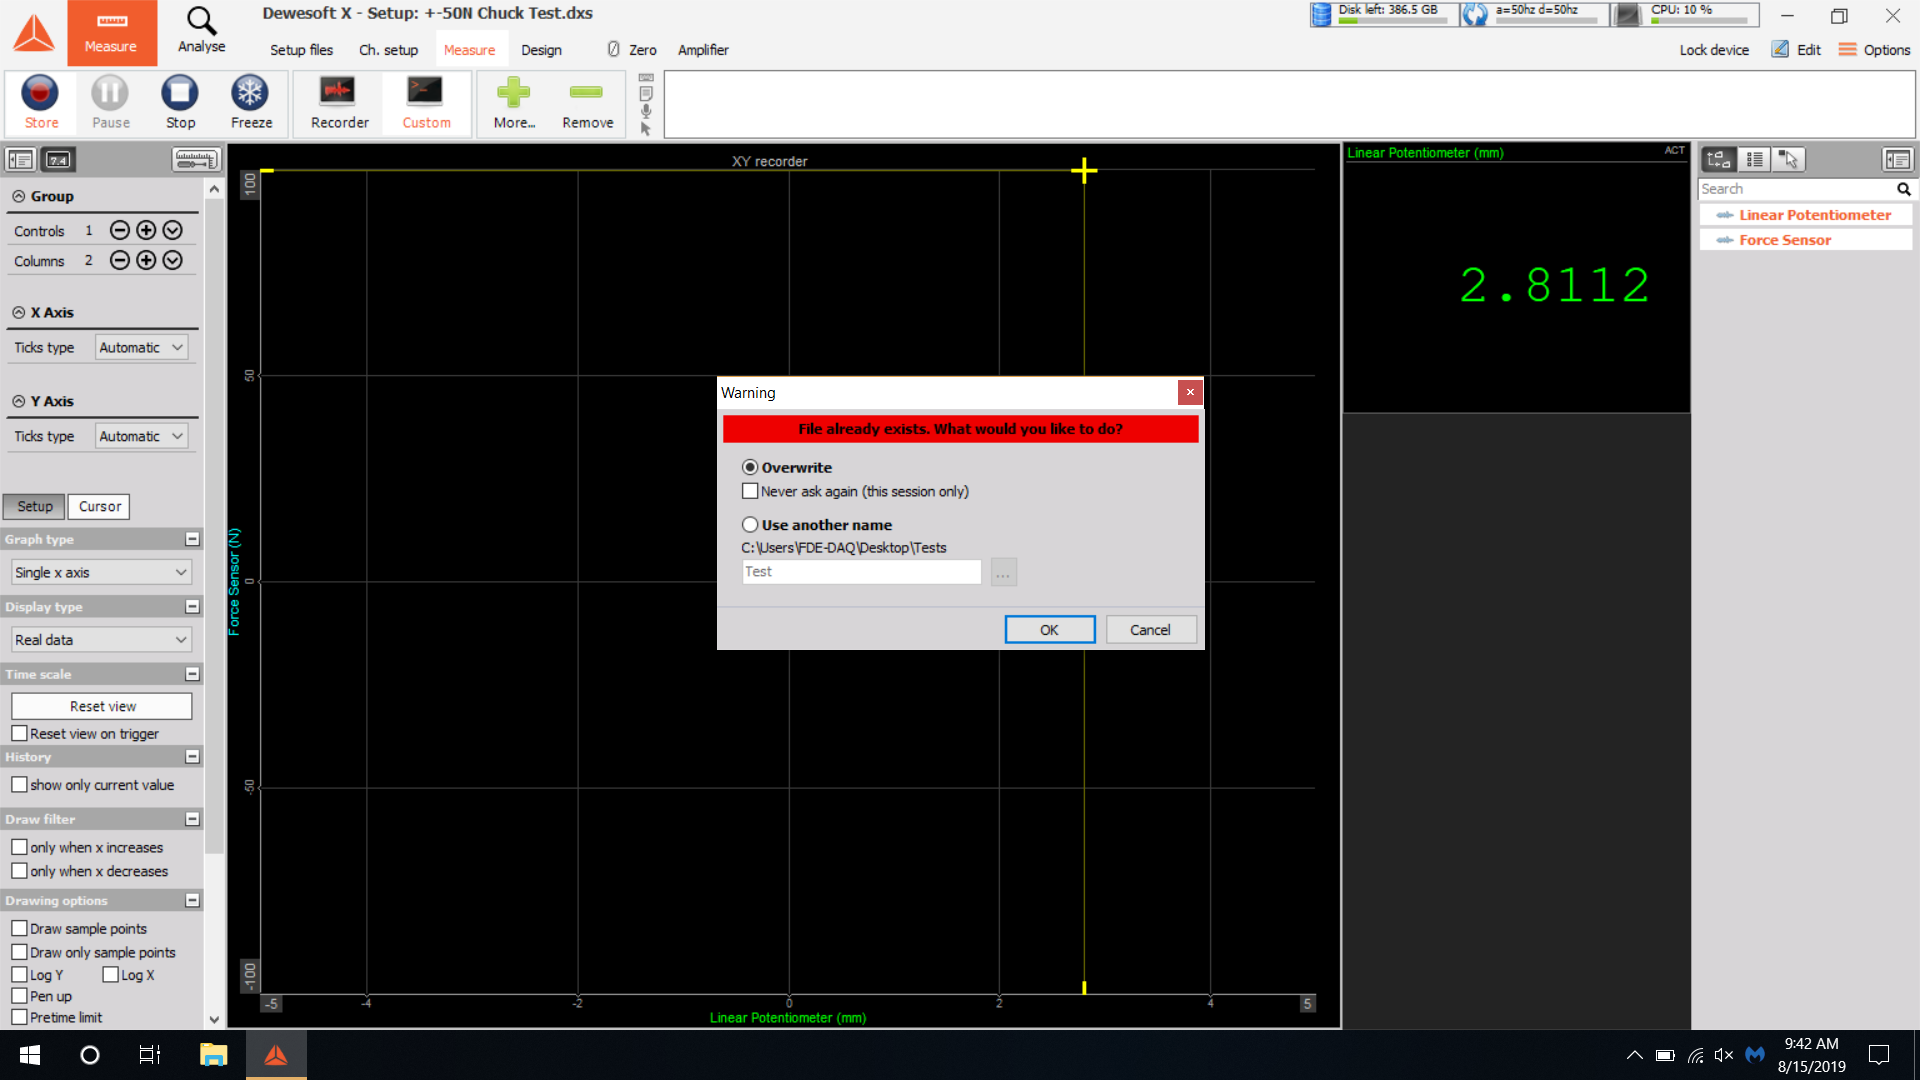 Dewesoft X - Setup: +-50N Chuck Test.dxs
Disk left: 386.5 GB
a=50hz d=50hz
CPU: 10 %
Measure
Analyse
Setup files
Ch. setup
Measure
Design
Zero
Amplifier
Lock device
Edit
Options
Store
Pause
Stop
Freeze
Recorder
Custom
More...
Remove
7.4
Group
Controls 1
Columns 2
X Axis
Ticks type Automatic
Y Axis
Ticks type Automatic
Setup
Cursor
Graph type
Single x axis
Display type
Real data
Time scale
Reset view
Reset view on trigger
History
show only current value
Draw filter
only when x increases
only when x decreases
Drawing options
Draw sample points
Draw only sample points
Log Y
Log X
Pen up
Pretime limit
XY recorder
100
50
0
-50
-100
Force Sensor (N)
-5
-4
-2
0
2
4
5
Linear Potentiometer (mm)
Warning
File already exists. What would you like to do?
Overwrite
Never ask again (this session only)
Use another name
C:\Users\FDE-DAQ\Desktop\Tests
Test
...
OK
Cancel
Linear Potentiometer (mm)
ACT
2.8112
Search
Linear Potentiometer
Force Sensor
9:42 AM
8/15/2019